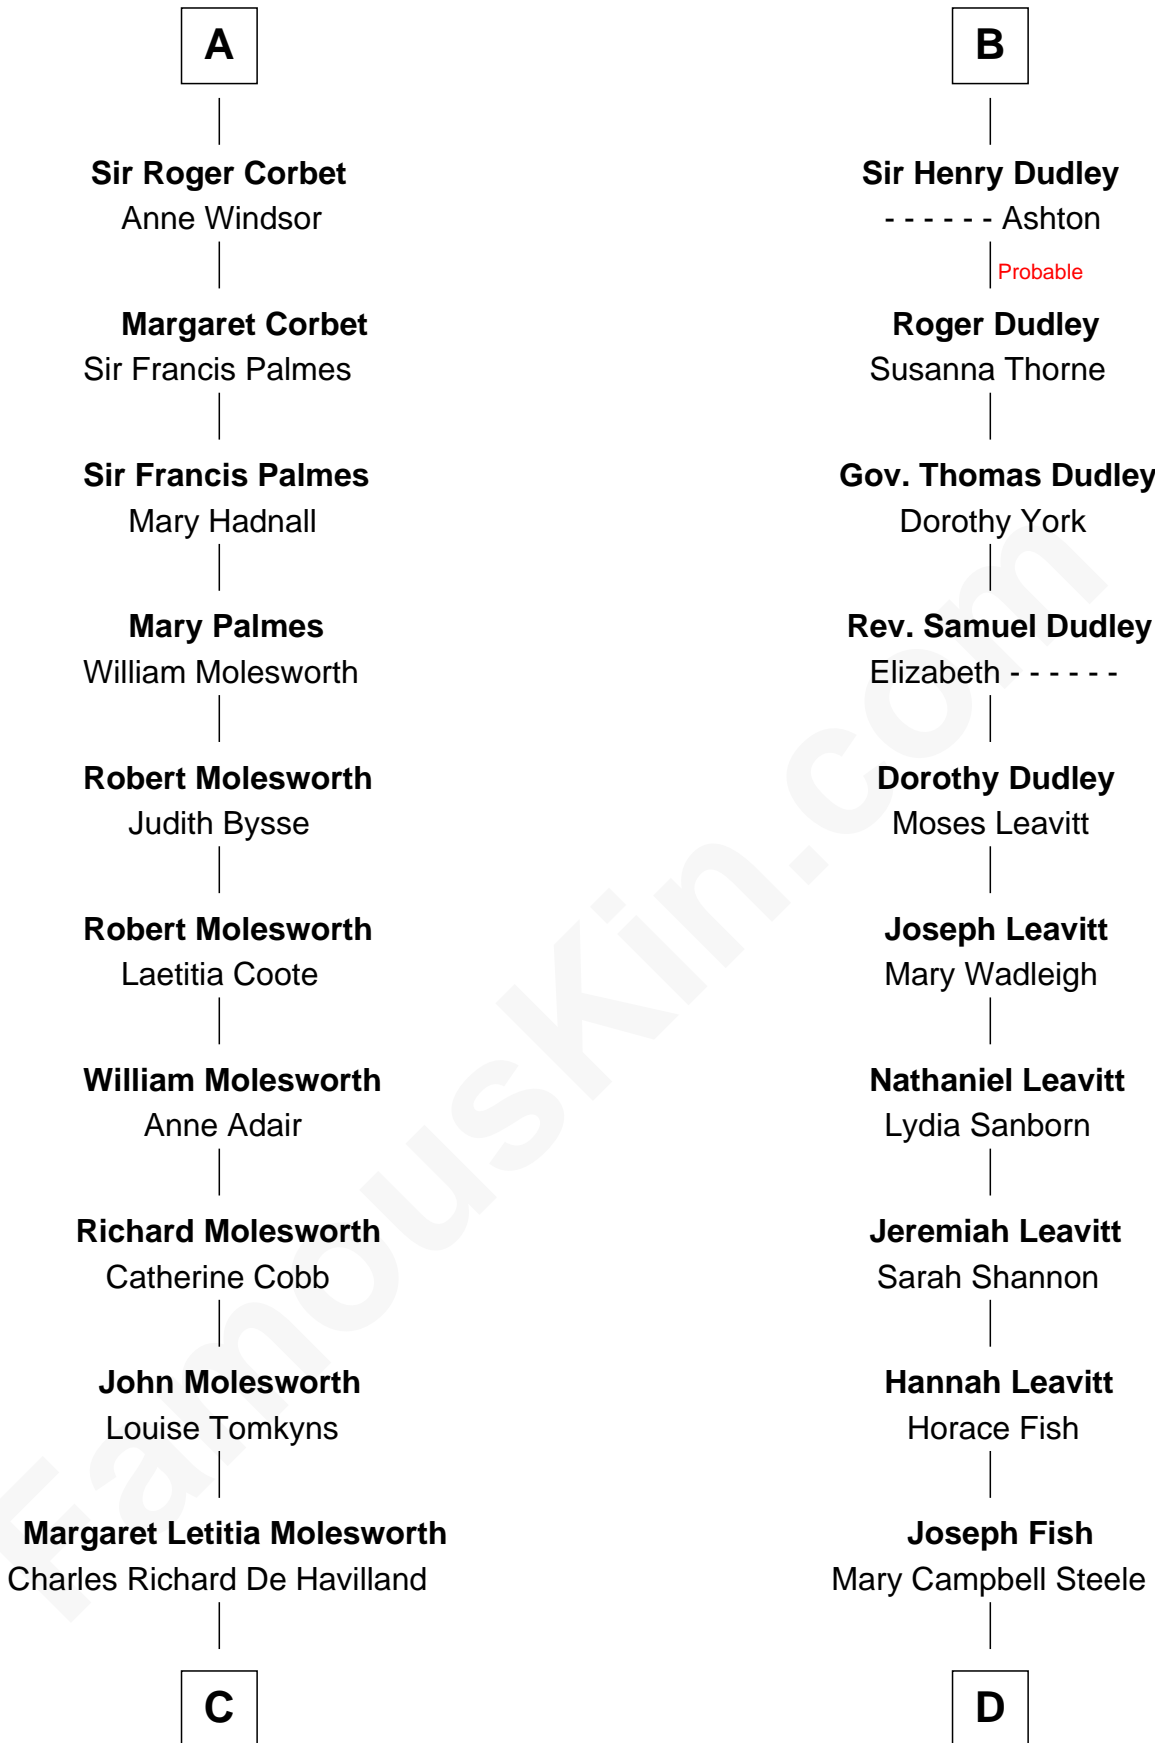 A
Sir Roger Corbet
Anne Windsor
Margaret Corbet
Sir Francis Palmes
Sir Francis Palmes
Mary Hadnall
Mary Palmes
William Molesworth
Robert Molesworth
Judith Bysse
Robert Molesworth
Laetitia Coote
William Molesworth
Anne Adair
Richard Molesworth
Catherine Cobb
John Molesworth
Louise Tomkyns
Margaret Letitia Molesworth
Charles Richard De Havilland
C
B
Sir Henry Dudley
- - - - - - Ashton
Probable
Roger Dudley
Susanna Thorne
Gov. Thomas Dudley
Dorothy York
Rev. Samuel Dudley
Elizabeth - - - - - -
Dorothy Dudley
Moses Leavitt
Joseph Leavitt
Mary Wadleigh
Nathaniel Leavitt
Lydia Sanborn
Jeremiah Leavitt
Sarah Shannon
Hannah Leavitt
Horace Fish
Joseph Fish
Mary Campbell Steele
D
FamousKin.com